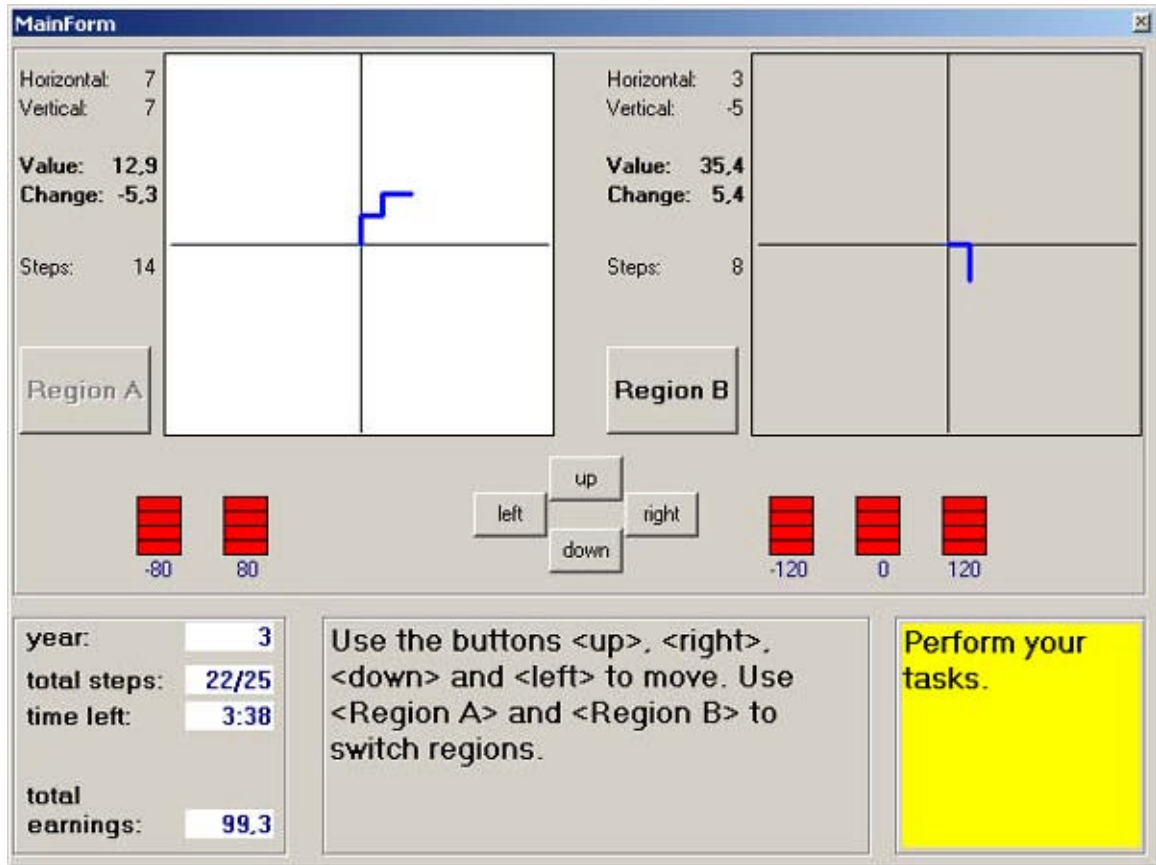 MainForm
Horizontal: 7
Vertical: 7
Value: 12,9
Change: -5,3
Steps: 14
Region A
Horizontal: 3
Vertical: -5
Value: 35,4
Change: 5,4
Steps: 8
Region B
up
left
right
down
-80 80
-120 0 120
year: 3
total steps: 22/25
time left: 3:38
total
earnings: 99,3
Use the buttons <up>, <right>,
<down> and <left> to move. Use
<Region A> and <Region B> to
switch regions.
Perform your
tasks.